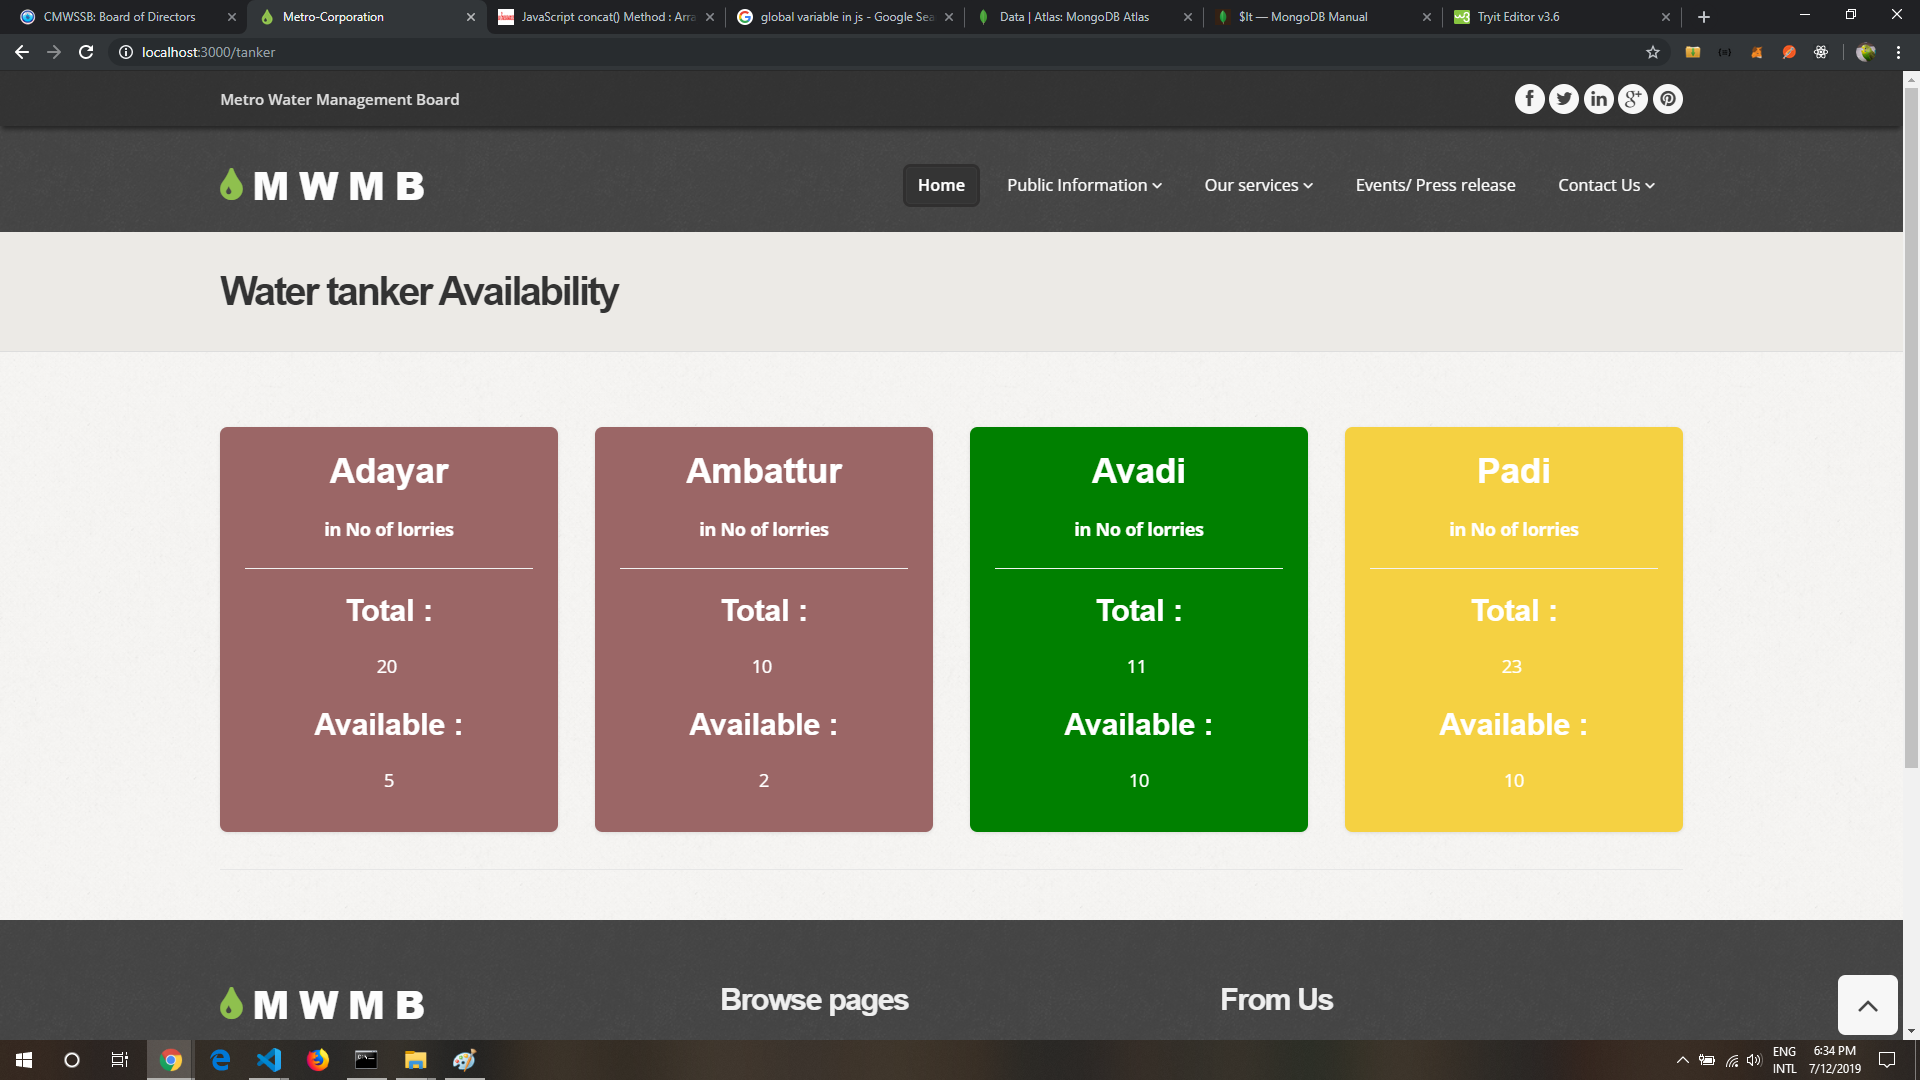 CMWSSB: Board of Directors
Metro-Corporation
JavaScript concat() Method : Arra
global variable in js - Google Sea
Data | Atlas: MongoDB Atlas
$lt — MongoDB Manual
Tryit Editor v3.6
localhost:3000/tanker
Metro Water Management Board
M W M B
Home
Public Information
Our services
Events/ Press release
Contact Us
Water tanker Availability
Adayar
in No of lorries
Total :
20
Available :
5
Ambattur
in No of lorries
Total :
10
Available :
2
Avadi
in No of lorries
Total :
11
Available :
10
Padi
in No of lorries
Total :
23
Available :
10
M W M B
Browse pages
From Us
ENG
INTL
6:34 PM
7/12/2019